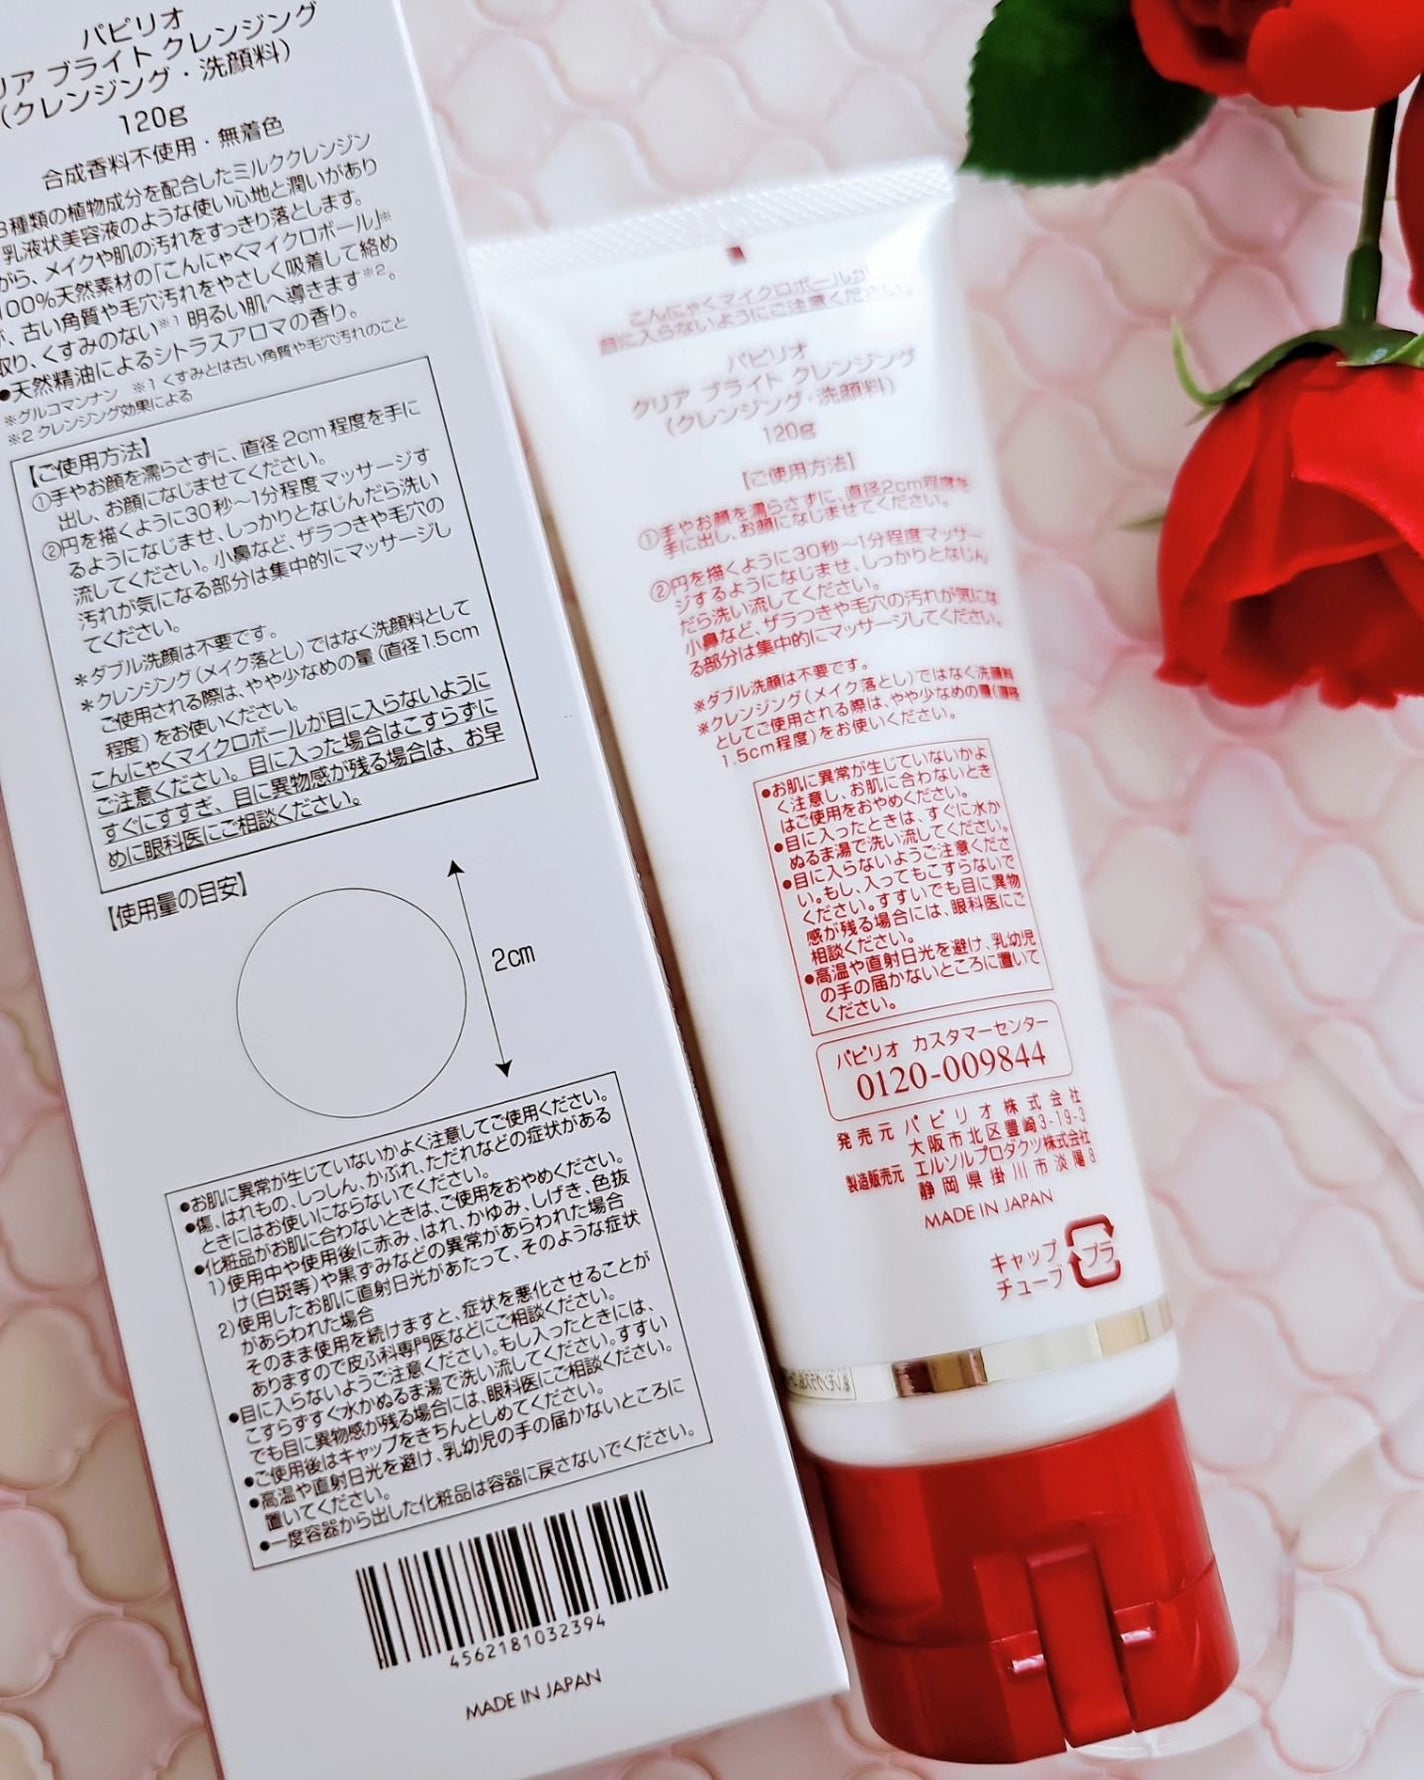 パピリオ
リア ブライト クレンジング
(クレンジング・洗顔料)
120g
合成香料不使用・無着色
種類の植物成分を配合したミルククレンジン
乳液状美容液のような使い心地と潤いがあり
がら、メイクや肌の汚れをすっきり落とします。
100%天然素材の「こんにゃくマイクロボール」※
が、古い角質や毛穴汚れをやさしく吸着して絡め
取り、くすみのない※1 明るい肌へ導きます※2。
●天然精油によるシトラスアロマの香り。
※グルコマンナン ※1 くすみとは古い角質や毛穴汚れのこと
※2 クレンジング効果による
【ご使用方法】
①手やお顔を濡らさずに、直径2cm程度を手に
出し、お顔になじませてください。
②円を描くように30秒～1分程度マッサージす
るようになじませ、しっかりとなじんだら洗い
流してください。小鼻など、ザラつきや毛穴の
汚れが気になる部分は集中的にマッサージし
てください。
＊ダブル洗顔は不要です。
＊クレンジング(メイク落とし)ではなく洗顔料として
ご使用される際は、やや少なめの量(直径1.5cm
程度)をお使いください。
こんにゃくマイクロボールが目に入らないように
ご注意ください。目に入った場合はこすらずに
すぐにすすぎ、目に異物感が残る場合は、お早
めに眼科医にご相談ください。
【使用量の目安】
2cm
●お肌に異常が生じていないかよく注意してご使用ください。
●傷、はれもの、しっしん、かぶれ、ただれなどの症状がある
ときにはお使いにならないでください。
●化粧品がお肌に合わないときは、ご使用をおやめください。
1)使用中や使用後に赤み、はれ、かゆみ、しげき、色抜
け(白斑等)や黒ずみなどの異常があらわれた場合
2)使用したお肌に直射日光があたって、そのような症状
があらわれた場合
そのまま使用を続けますと、症状を悪化させることが
ありますので皮ふ科専門医などにご相談ください。
●目に入らないようご注意ください。もし入ったときには、
こすらずすぐ水かぬるま湯で洗い流してください。すすい
でも目に異物感が残る場合には、眼科医にご相談ください。
●ご使用後はキャップをきちんとしめてください。
●高温や直射日光を避け、乳幼児の手の届かないところに
置いてください。
●一度容器から出した化粧品は容器に戻さないでください。
4562181032394
MADE IN JAPAN
こんにゃくマイクロボールが
目に入らないようにご注意ください。
パピリオ
クリア ブライト クレンジング
(クレンジング・洗顔料)
120g
【ご使用方法】
①手やお顔を濡らさずに、直径2cm程度を
手に出し、お顔になじませてください。
②円を描くように30秒～1分程度マッサー
ジするようになじませ、しっかりとなじん
だら洗い流してください。
小鼻など、ザラつきや毛穴の汚れが気にな
る部分は集中的にマッサージしてください。
※ダブル洗顔は不要です。
※クレンジング(メイク落とし)ではなく洗顔料
としてご使用される際は、やや少なめの量(直径
1.5cm程度)をお使いください。
●お肌に異常が生じていないかよ
く注意し、お肌に合わないとき
はご使用をおやめください。
●目に入ったときは、すぐに水か
ぬるま湯で洗い流してください。
●目に入らないようご注意くださ
い。もし、入ってもこすらないで
ください。すすいでも目に異物
感が残る場合には、眼科医にご
相談ください。
●高温や直射日光を避け、乳幼児
の手の届かないところに置いて
ください。
パピリオ カスタマーセンター
0120-009844
発売元 パピリオ株式会社
大阪市北区豊崎3-19-3
製造販売元 エルソルプロダクツ株式会社
静岡県掛川市淡陽8
MADE IN JAPAN
キャップ
チューブ
プラ